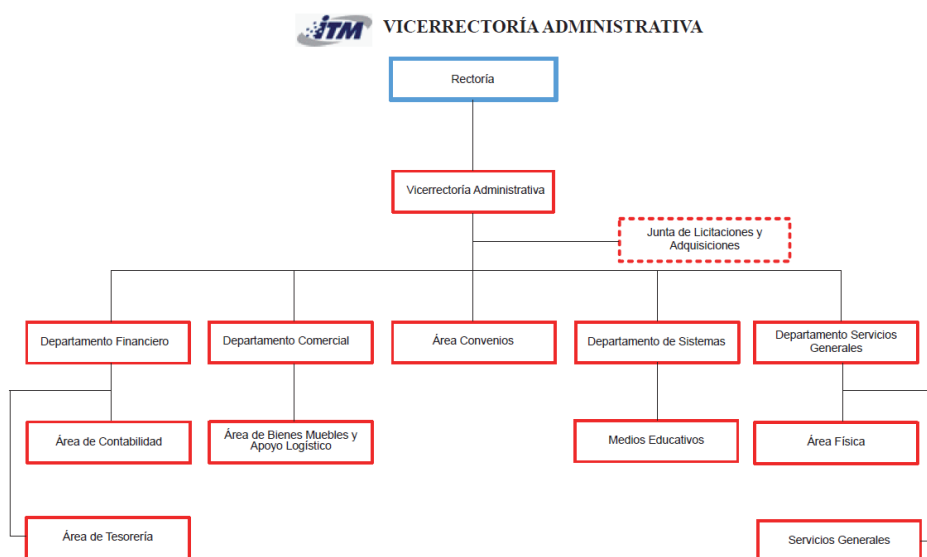 iTM VICERRECTORÍA ADMINISTRATIVA
Rectoría
Vicerrectoría Administrativa
Junta de Licitaciones y
Adquisiciones
Departamento Financiero
Departamento Comercial
Área Convenios
Departamento de Sistemas
Departamento Servicios
Generales
Área de Contabilidad
Área de Bienes Muebles y
Apoyo Logístico
Medios Educativos
Área Física
Área de Tesorería
Servicios Generales